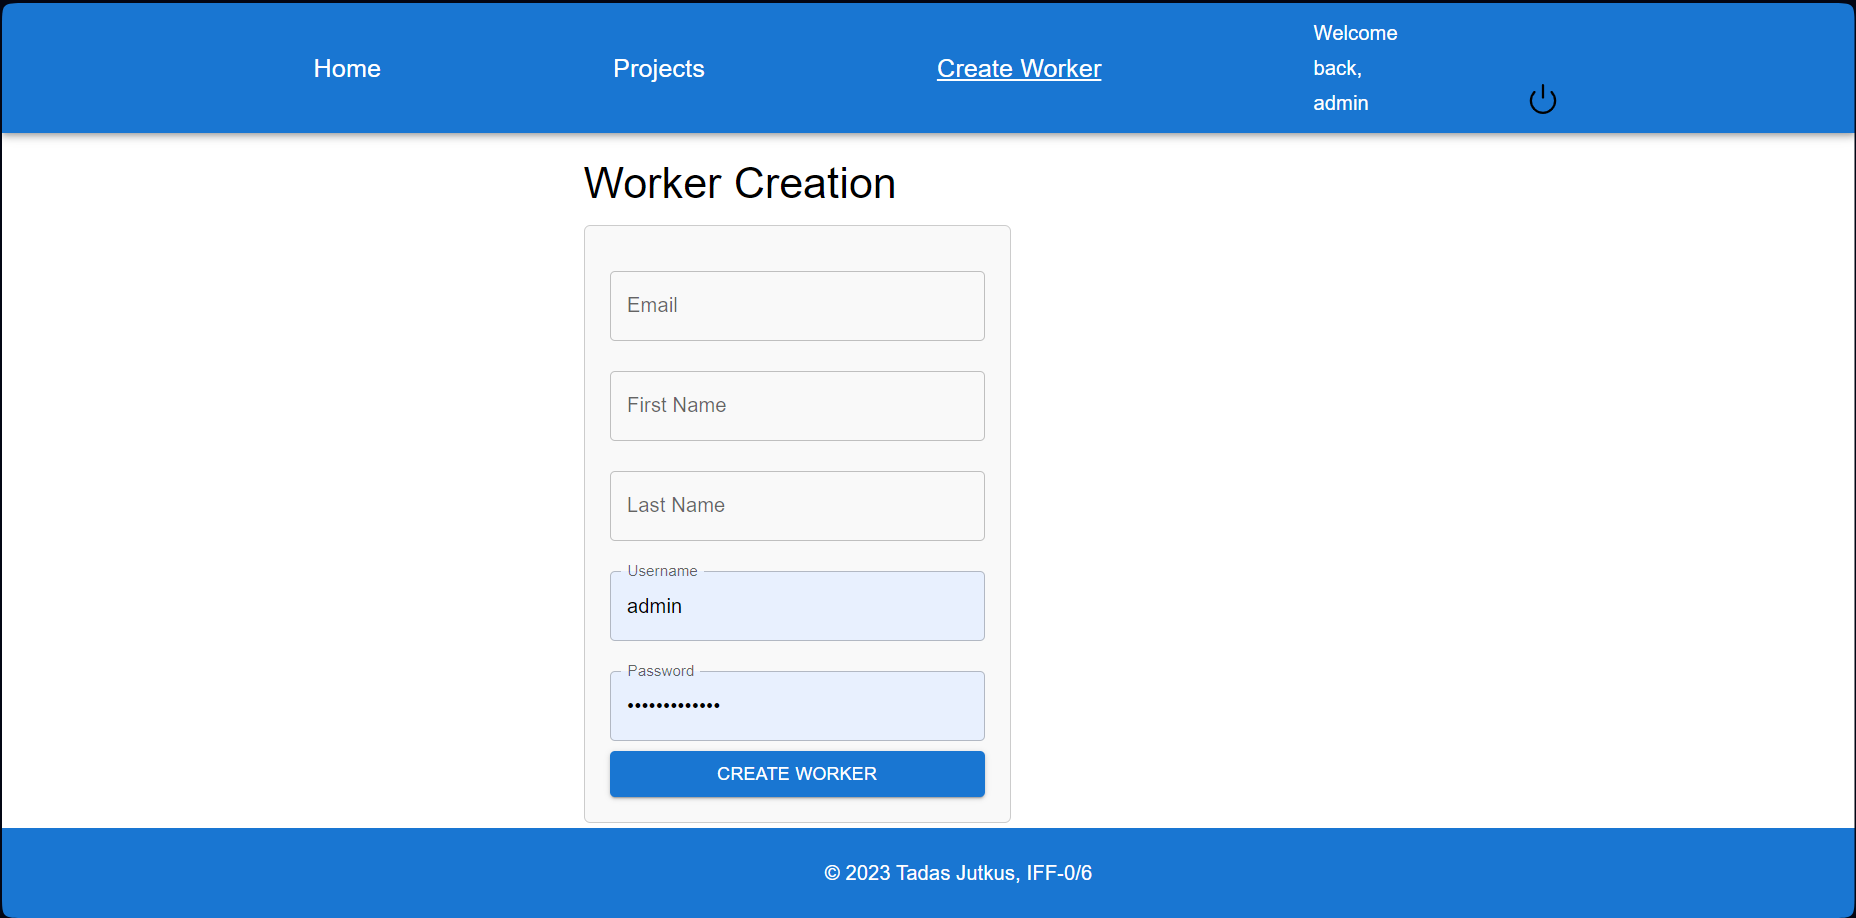 Home
Projects
Create Worker
Welcome
back,
admin
Worker Creation
Email
First Name
Last Name
Username
admin
Password
•••••••••••••
CREATE WORKER
© 2023 Tadas Jutkus, IFF-0/6